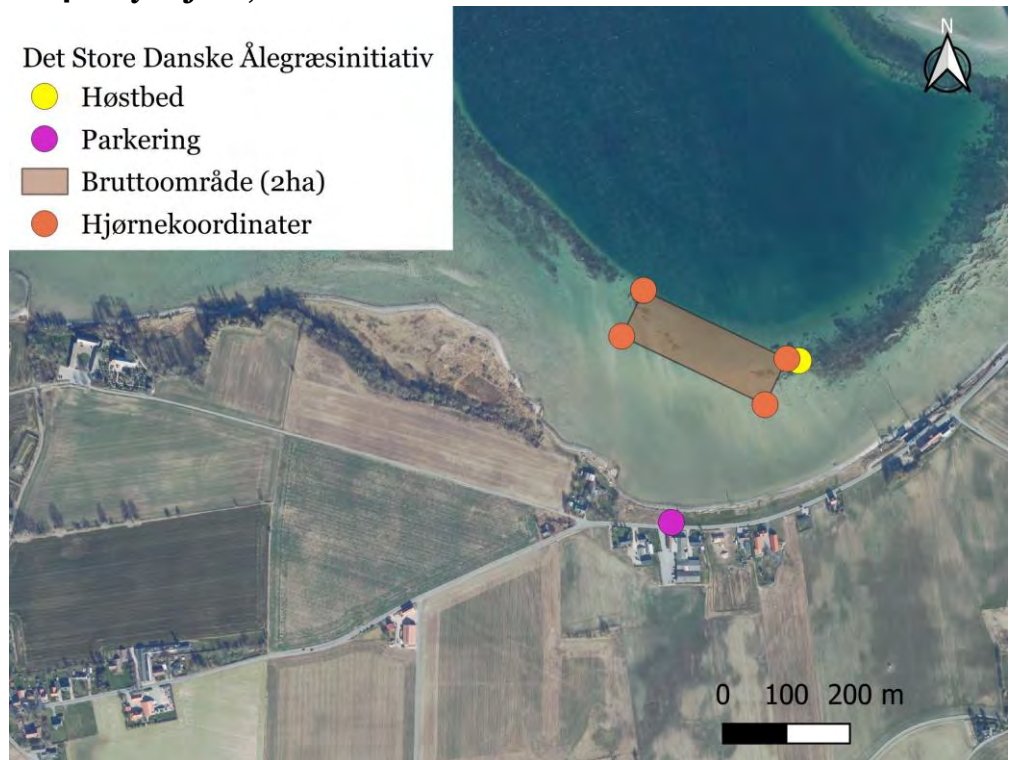 Det Store Danske Ålegræsinitiativ
Høstbed
Parkering
Bruttoområde (2ha)
Hjørnekoordinater
N
0 100 200 m